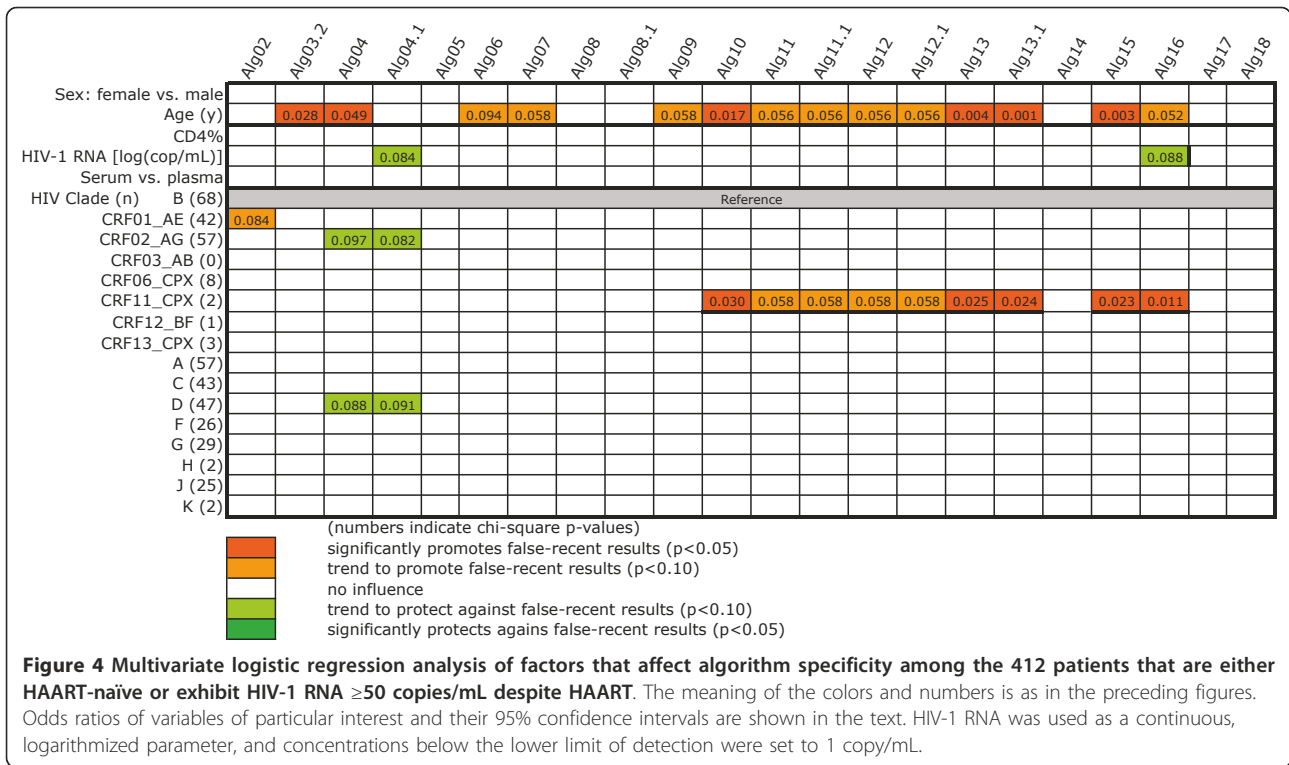 Alg02 Alg03.2 Alg04 Alg04.1 Alg05 Alg06 Alg07 Alg08 Alg08.1 Alg09 Alg10 Alg11 Alg11.1 Alg12 Alg12.1 Alg13 Alg13.1 Alg14 Alg15 Alg16 Alg17 Alg18
Sex: female vs. male
Age (y) 0.028 0.049 0.094 0.058 0.058 0.017 0.056 0.056 0.056 0.056 0.004 0.001 0.003 0.052
CD4%
HIV-1 RNA [log(cop/mL)] 0.084 0.088
Serum vs. plasma
HIV Clade (n) B (68) Reference
CRF01_AE (42) 0.084
CRF02_AG (57) 0.097 0.082
CRF03_AB (0)
CRF06_CPX (8)
CRF11_CPX (2) 0.030 0.058 0.058 0.058 0.058 0.025 0.024 0.023 0.011
CRF12_BF (1)
CRF13_CPX (3)
A (57)
C (43)
D (47) 0.088 0.091
F (26)
G (29)
H (2)
J (25)
K (2)
(numbers indicate chi-square p-values)
significantly promotes false-recent results (p<0.05)
trend to promote false-recent results (p<0.10)
no influence
trend to protect against false-recent results (p<0.10)
significantly protects agains false-recent results (p<0.05)
Figure 4 Multivariate logistic regression analysis of factors that affect algorithm specificity among the 412 patients that are either
HAART-naïve or exhibit HIV-1 RNA ≥50 copies/mL despite HAART. The meaning of the colors and numbers is as in the preceding figures.
Odds ratios of variables of particular interest and their 95% confidence intervals are shown in the text. HIV-1 RNA was used as a continuous,
logarithmized parameter, and concentrations below the lower limit of detection were set to 1 copy/mL.